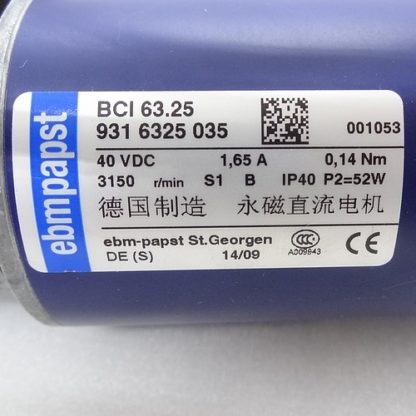 ebmpapst
BCI 63.25
931 6325 035
001053
40 VDC 1,65 A 0,14 Nm
3150 r/min S1 B IP40 P2=52W
德国制造 永磁直流电机
ebm-papst St.Georgen
DE (S) 14/09
CCC
A009843
CE